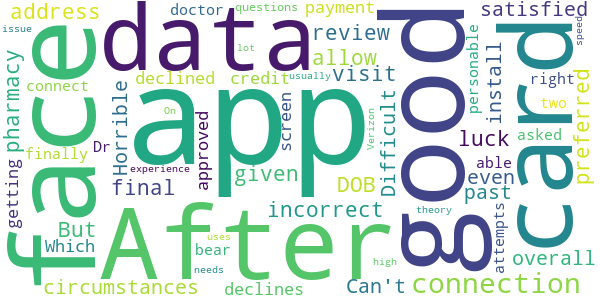 address
doctor
questions
payment
satisfied
issue
lot
review
speed
data
declined
credit
usually
allow
visit
connect
screen
install
personable
right
pharmacy
Horrible
face
app
good
card
two
On
Verizon
Difficult
luck
asked
finally
Dr
approved
able
preferred
getting
experience
given
DOB
even
final
past
But
After
incorrect
Which
uses
theory
attempts
overall
bear
needs
high
circumstances
declines
Can't
connection